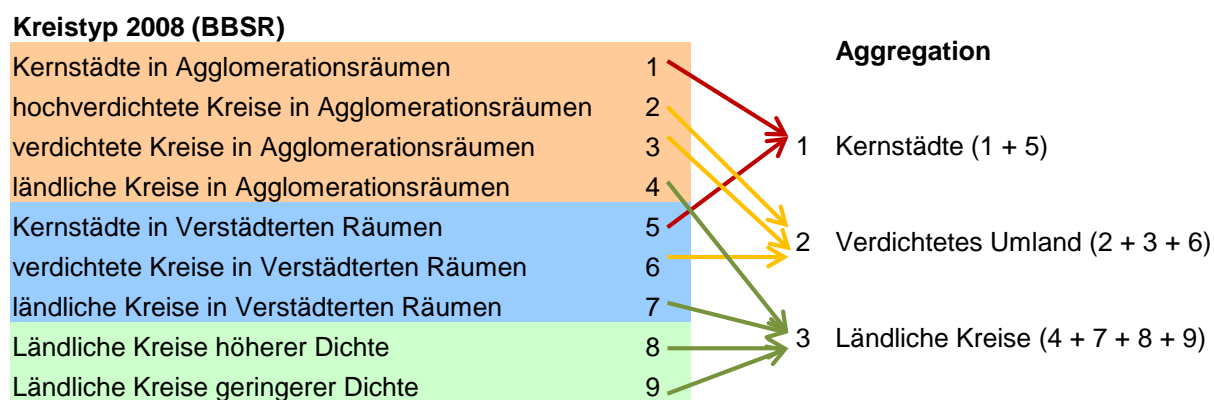 Kreistyp 2008 (BBSR)
Kernstädte in Agglomerationsräumen 1
hochverdichtete Kreise in Agglomerationsräumen 2
verdichtete Kreise in Agglomerationsräumen 3
ländliche Kreise in Agglomerationsräumen 4
Kernstädte in Verstädterten Räumen 5
verdichtete Kreise in Verstädterten Räumen 6
ländliche Kreise in Verstädterten Räumen 7
Ländliche Kreise höherer Dichte 8
Ländliche Kreise geringerer Dichte 9
Aggregation
1 Kernstädte (1 + 5)
2 Verdichtetes Umland (2 + 3 + 6)
3 Ländliche Kreise (4 + 7 + 8 + 9)